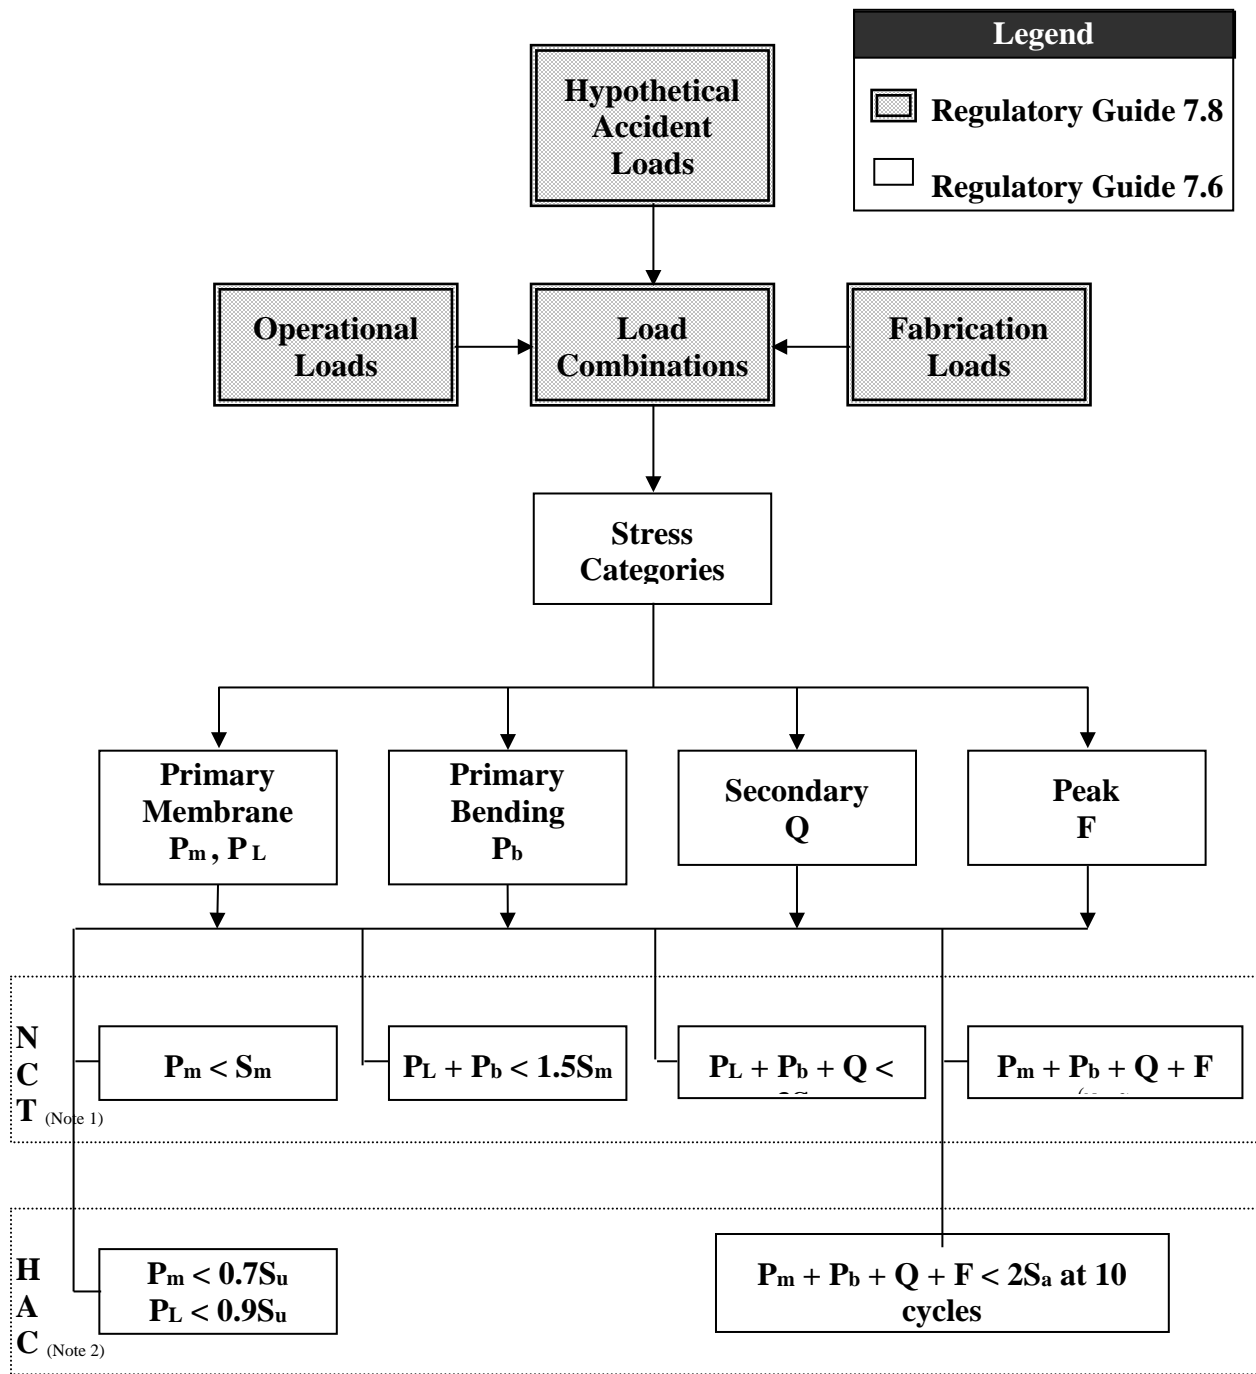 Legend
Regulatory Guide 7.8
Regulatory Guide 7.6
Hypothetical
Accident
Loads
Operational
Loads
Load
Combinations
Fabrication
Loads
Stress
Categories
Primary
Membrane
Pm , PL
Primary
Bending
Pb
Secondary
Q
Peak
F
N
C
T (Note 1)
Pm < Sm
PL + Pb < 1.5Sm
PL + Pb + Q <
Pm + Pb + Q + F
H
A
C (Note 2)
Pm < 0.7Su
PL < 0.9Su
Pm + Pb + Q + F < 2Sa at 10
cycles